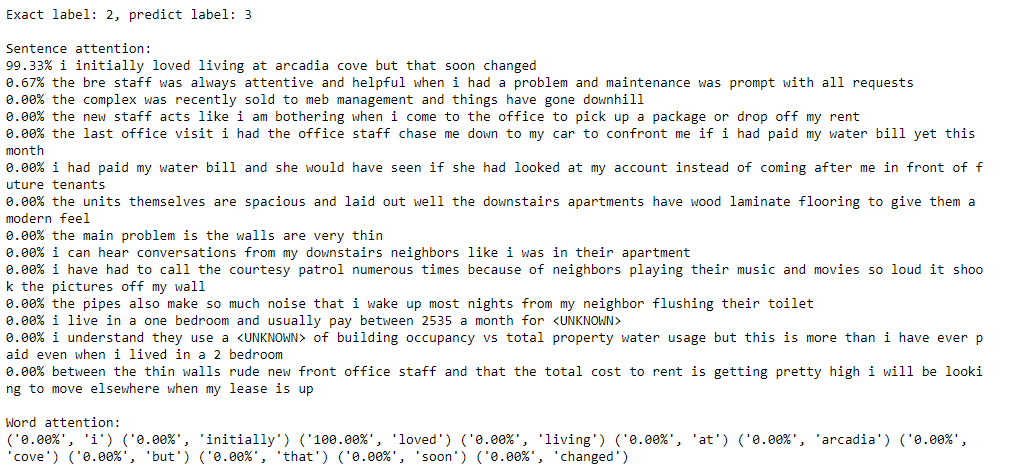 Exact label: 2, predict label: 3
Sentence attention:
99.33% i initially loved living at arcadia cove but that soon changed
0.67% the bre staff was always attentive and helpful when i had a problem and maintenance was prompt with all requests
0.00% the complex was recently sold to meb management and things have gone downhill
0.00% the new staff acts like i am bothering when i come to the office to pick up a package or drop off my rent
0.00% the last office visit i had the office staff chase me down to my car to confront me if i had paid my water bill yet this
month
0.00% i had paid my water bill and she would have seen if she had looked at my account instead of coming after me in front of f
uture tenants
0.00% the units themselves are spacious and laid out well the downstairs apartments have wood laminate flooring to give them a
modern feel
0.00% the main problem is the walls are very thin
0.00% i can hear conversations from my downstairs neighbors like i was in their apartment
0.00% i have had to call the courtesy patrol numerous times because of neighbors playing their music and movies so loud it shoo
k the pictures off my wall
0.00% the pipes also make so much noise that i wake up most nights from my neighbor flushing their toilet
0.00% i live in a one bedroom and usually pay between 2535 a month for <UNKNOWN>
0.00% i understand they use a <UNKNOWN> of building occupancy vs total property water usage but this is more than i have ever p
aid even when i lived in a 2 bedroom
0.00% between the thin walls rude new front office staff and that the total cost to rent is getting pretty high i will be looki
ng to move elsewhere when my lease is up
Word attention:
('0.00%', 'i') ('0.00%', 'initially') ('100.00%', 'loved') ('0.00%', 'living') ('0.00%', 'at') ('0.00%', 'arcadia') ('0.00%',
'cove') ('0.00%', 'but') ('0.00%', 'that') ('0.00%', 'soon') ('0.00%', 'changed')